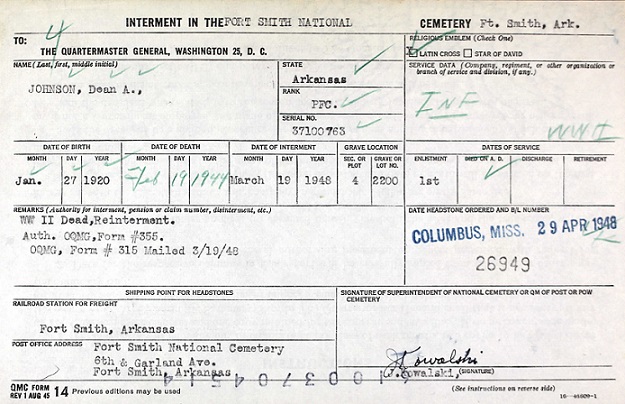 INTERMENT IN THE FORT SMITH NATIONAL CEMETERY Ft. Smith, Ark.
4
TO:
THE QUARTERMASTER GENERAL, WASHINGTON 25, D. C.
RELIGIOUS EMBLEM (Check One)
X LATIN CROSS STAR OF DAVID
NAME (Last, first, middle initial)
JOHNSON, Dean A.,
STATE
Arkansas
RANK
PFC.
SERIAL NO.
37100763
SERVICE DATA (Company, regiment, or other organization or branch of service and division, if any.)
INF
WW II
DATE OF BIRTH DATE OF DEATH DATE OF INTERMENT GRAVE LOCATION DATES OF SERVICE
MONTH DAY YEAR MONTH DAY YEAR MONTH DAY YEAR SECT. OR PLOT GRAVE OR LOT NO. ENLISTMENT DIED ON A. D. DISCHARGE RETIREMENT
Jan. 27 1920 Feb 19 1944 March 19 1948 4 2200 1st
REMARKS (Authority for interment, pension or claim number, disinterment, etc.)
WW II Dead,Reinterment.
Auth. OQMG,Form #355.
OQMG, Form # 315 Mailed 3/19/48
DATE HEADSTONE ORDERED AND B/L NUMBER
COLUMBUS, MISS. 29 APR 1948
26949
SHIPPING POINT FOR HEADSTONES
RAILROAD STATION FOR FREIGHT
Fort Smith, Arkansas
POST OFFICE ADDRESS
Fort Smith National Cemetery
6th & Garland Ave.
Fort Smith, Arkansas
SIGNATURE OF SUPERINTENDENT OF NATIONAL CEMETERY OR QM OF POST OR POW CEMETERY
J Kowalski
J.Kowalski (SIGNATURE)
QMC FORM
REV 1 AUG 45 14 Previous editions may be used
(See instructions on reverse side)